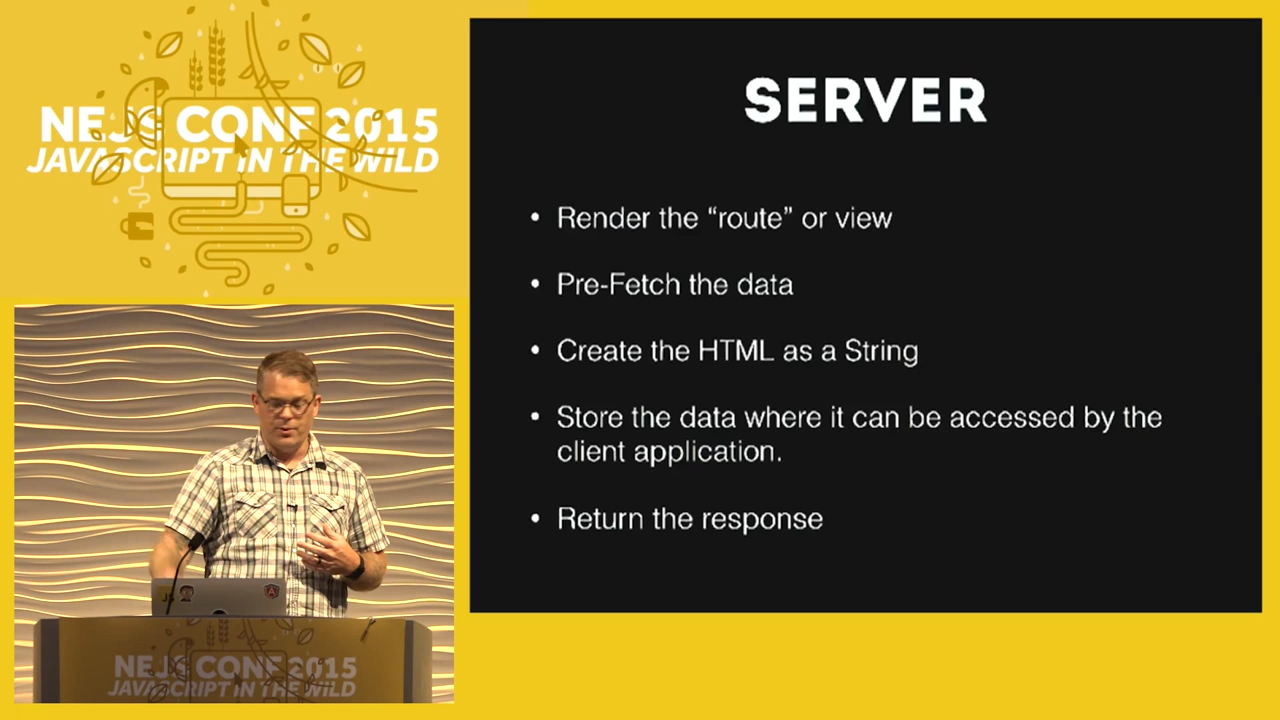 NEJS CONF 2015
JAVASCRIPT IN THE WILD
SERVER
• Render the “route” or view
• Pre-Fetch the data
• Create the HTML as a String
• Store the data where it can be accessed by the
client application.
• Return the response
JS
NEJS CONF 2015
JAVASCRIPT IN THE WILD